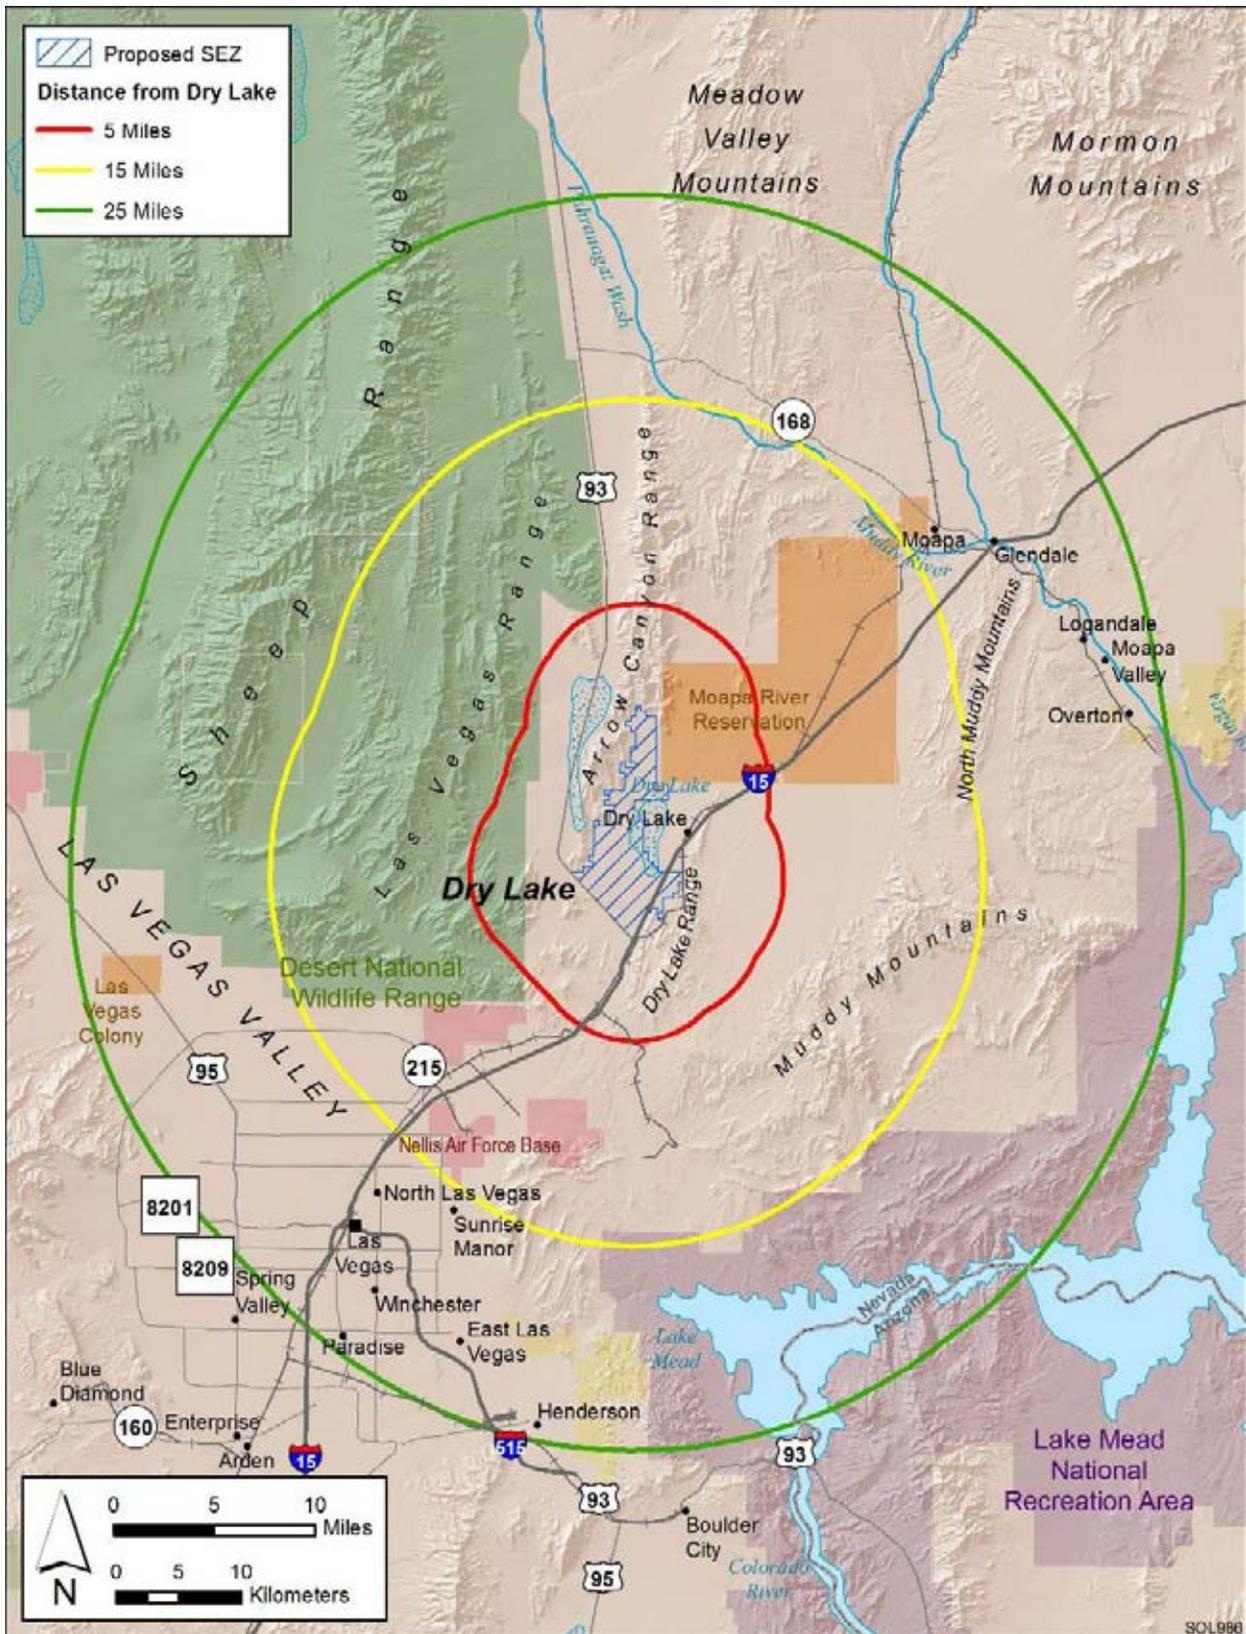 Proposed SEZ
Distance from Dry Lake
5 Miles
15 Miles
25 Miles
Meadow
Valley
Mountains
Mormon
Mountains
Pahranagat Wash
Sheep Range
168
93
Las Vegas Range
Arrow Canyon Range
Moapa
Muddy River
Glendale
North Muddy Mountains
Logandale
Moapa
Valley
Overton
Moapa River
Reservation
15
Dry Lake
Dry Lake
Dry Lake
Dry Lake Range
Muddy Mountains
LAS VEGAS VALLEY
Desert National
Wildlife Range
Las
Vegas
Colony
95
215
Nellis Air Force Base
8201
North Las Vegas
Sunrise
Manor
Las
Vegas
8209
Spring
Valley
Winchester
Paradise
East Las
Vegas
Nevada
Arizona
Lake
Mead
Blue
Diamond
160
Enterprise
Arden
15
515
Henderson
93
93
Boulder
City
95
Colorado
River
Lake Mead
National
Recreation Area
0 5 10
Miles
0 5 10
Kilometers
N
SOL986